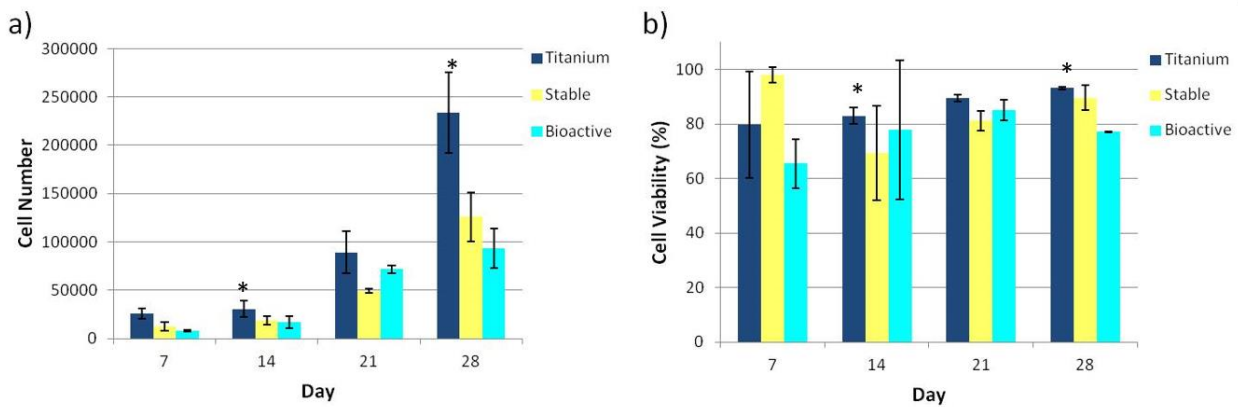 a)
300000
250000
200000
150000
100000
50000
0
Cell Number
*
*
7 14 21 28
Day
Titanium
Stable
Bioactive
b)
100
80
60
40
20
0
Cell Viability (%)
*
*
7 14 21 28
Day
Titanium
Stable
Bioactive